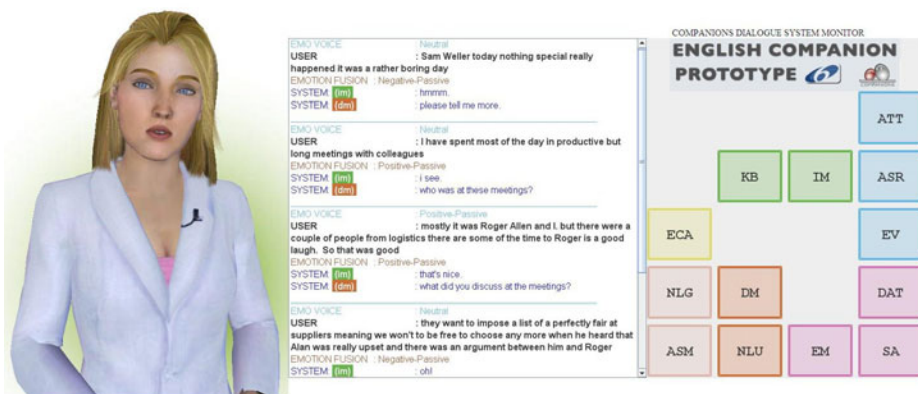 EMO VOICE : Neutral
USER : Sam Weller today nothing special really
happened it was a rather boring day
EMOTION FUSION : Negative-Passive
SYSTEM: (im) : hmmm.
SYSTEM: (dm) : please tell me more.
EMO VOICE : Neutral
USER : I have spent most of the day in productive but
long meetings with colleagues
EMOTION FUSION : Positive-Passive
SYSTEM: (im) : i see.
SYSTEM: (dm) : who was at these meetings?
EMO VOICE : Positive-Passive
USER : mostly it was Roger Allen and I. but there were a
couple of people from logistics there are some of the time to Roger is a good
laugh. So that was good
EMOTION FUSION : Positive-Passive
SYSTEM: (im) : that's nice.
SYSTEM: (dm) : what did you discuss at the meetings?
EMO VOICE : Neutral
USER : they want to impose a list of a perfectly fair at
suppliers meaning we won't to be free to choose any more when he heard that
Alan was really upset and there was an argument between him and Roger
EMOTION FUSION : Negative-Passive
SYSTEM: (im) : oh!
COMPANIONS DIALOGUE SYSTEM MONITOR
ENGLISH COMPANION
PROTOTYPE
ATT
KB IM ASR
ECA EV
NLG DM DAT
ASM NLU EM SA